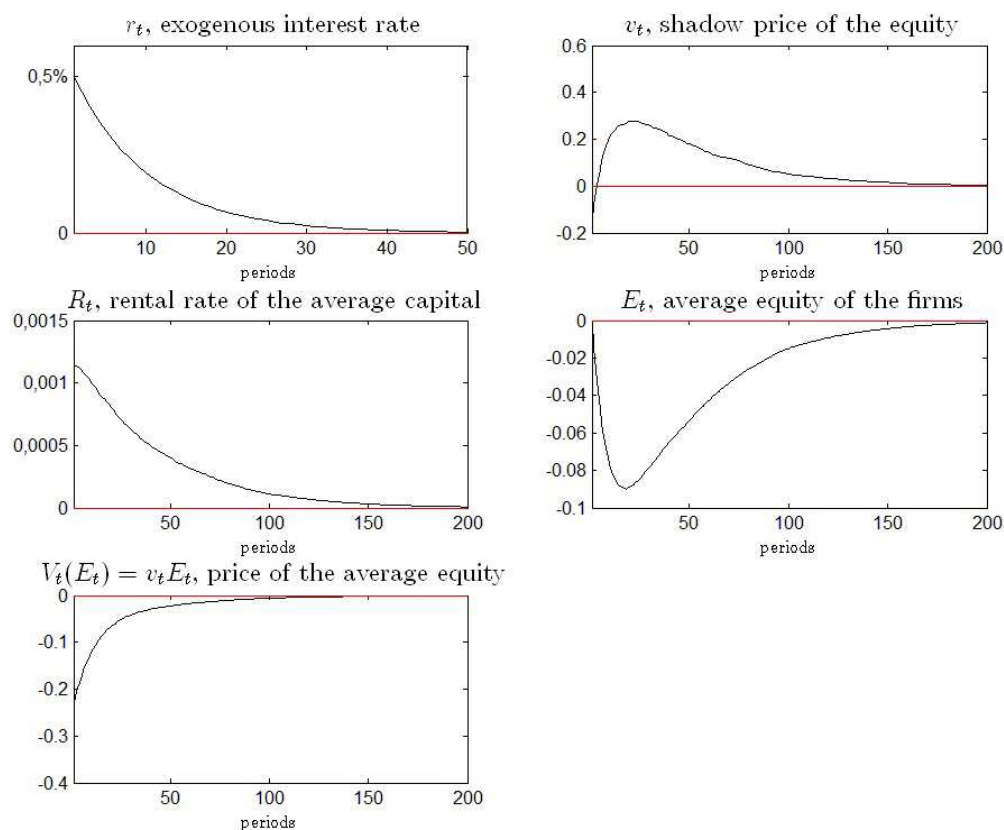 r_t, exogenous interest rate
0,5%
0
10 20 30 40 50
periods
v_t, shadow price of the equity
0.6
0.4
0.2
0
-0.2
50 100 150 200
periods
R_t, rental rate of the average capital
0,0015
0,001
0,0005
0
50 100 150 200
periods
E_t, average equity of the firms
0
-0.02
-0.04
-0.06
-0.08
-0.1
50 100 150 200
periods
V_t(E_t) = v_tE_t, price of the average equity
0
-0.1
-0.2
-0.3
-0.4
50 100 150 200
periods